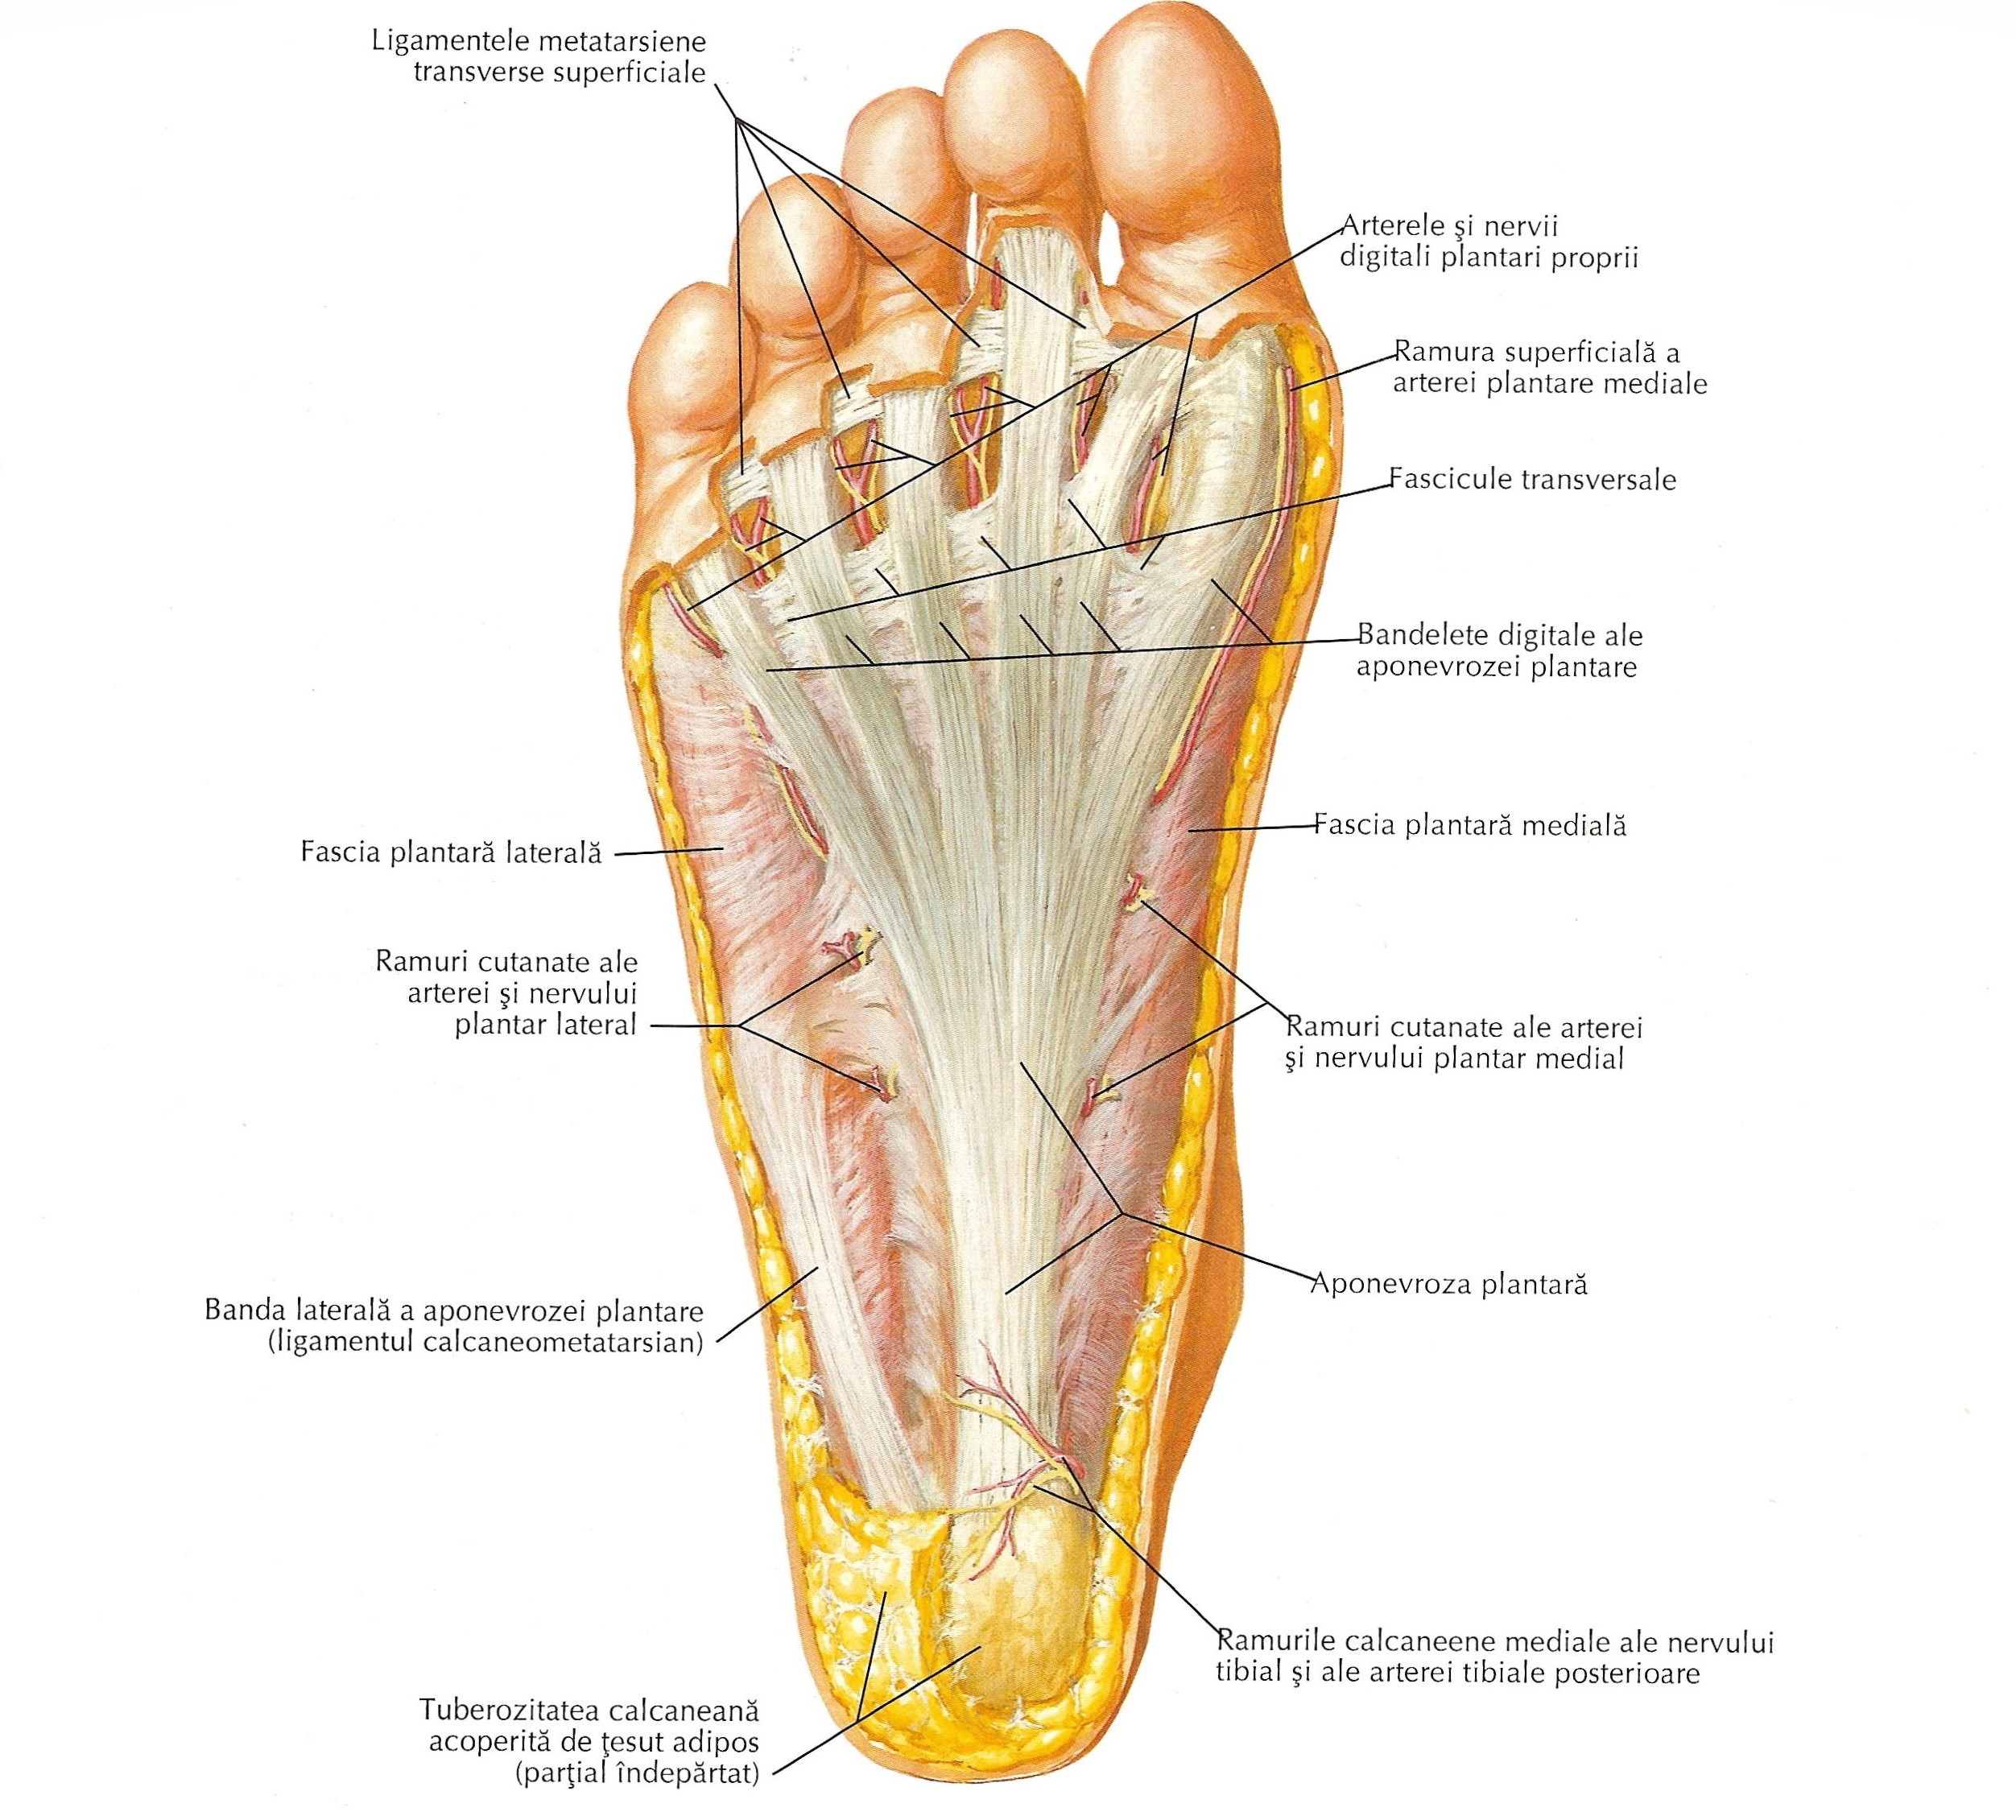 Ligamentele metatarsiene
transverse superficiale
Arterele şi nervii
digitali plantari proprii
Ramura superficială a
arterei plantare mediale
Fascicule transversale
Bandelete digitale ale
aponevrozei plantare
Fascia plantară medială
Fascia plantară laterală
Ramuri cutanate ale
arterei şi nervului
plantar lateral
Ramuri cutanate ale arterei
şi nervului plantar medial
Aponevroza plantară
Banda laterală a aponevrozei plantare
(ligamentul calcaneometatarsian)
Ramurile calcaneene mediale ale nervului
tibial şi ale arterei tibiale posterioare
Tuberozitatea calcaneană
acoperită de ţesut adipos
(parţial îndepărtat)